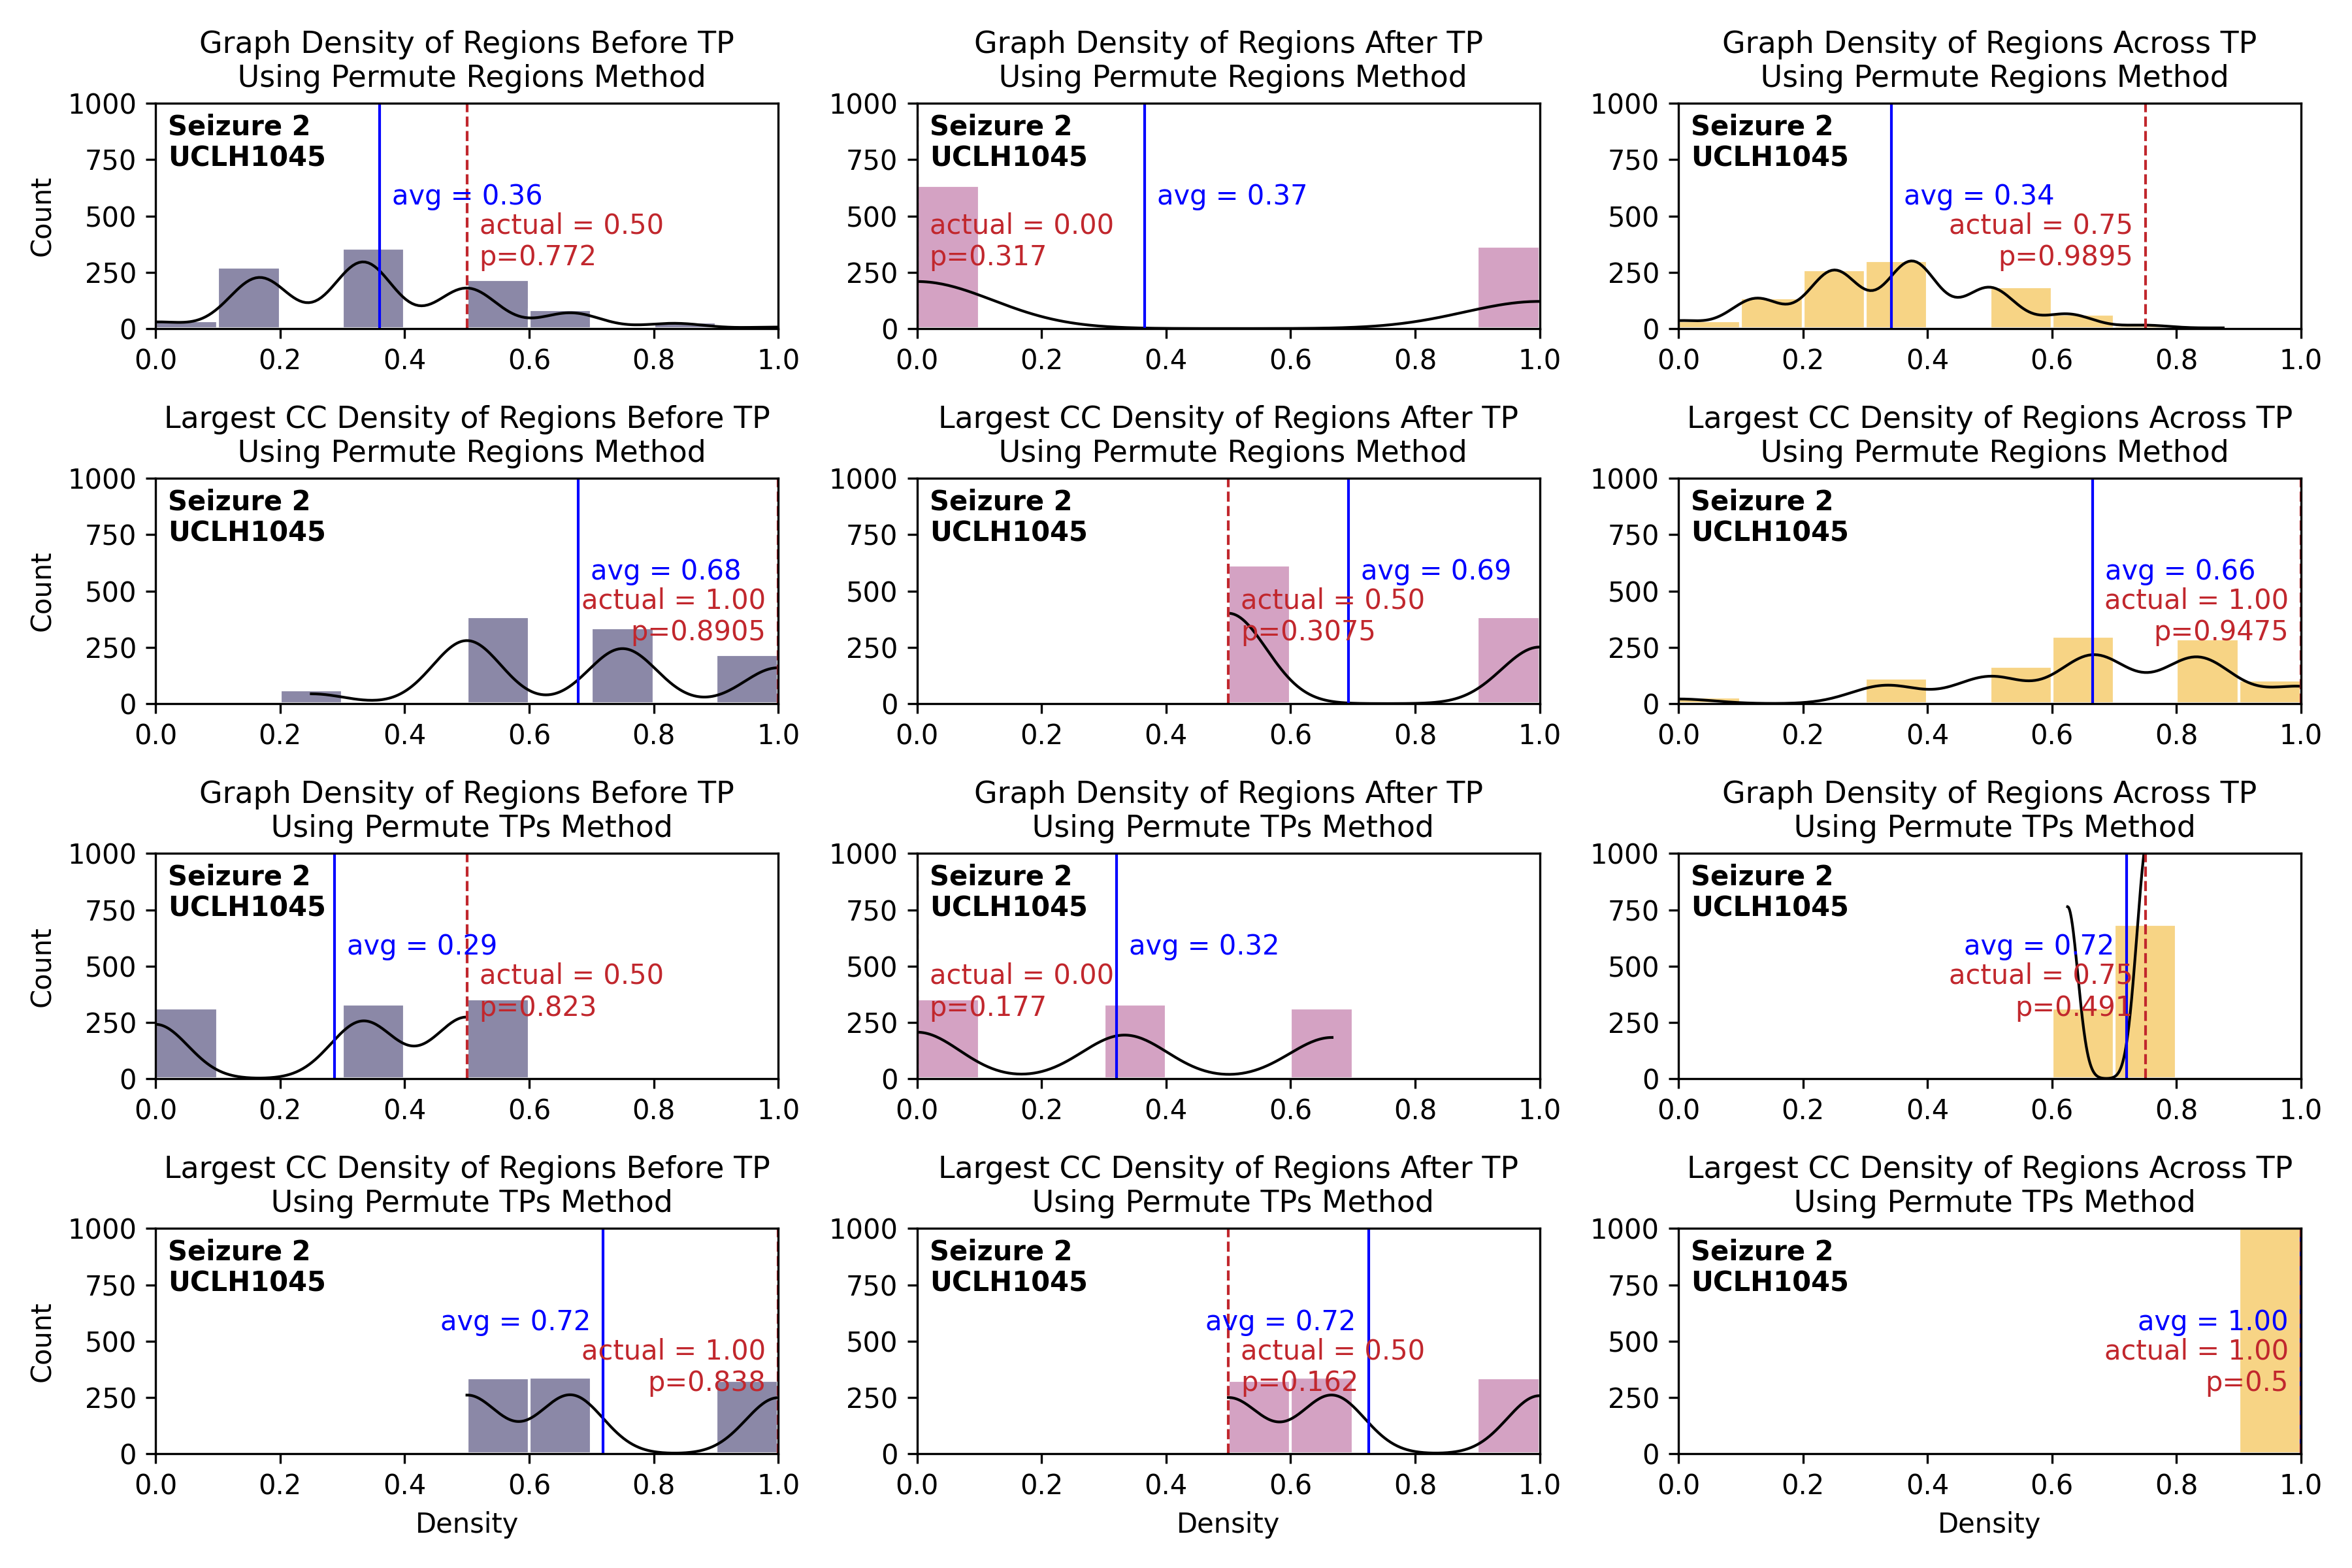 Graph Density of Regions Before TP
Using Permute Regions Method
Seizure 2
UCLH1045
avg = 0.36
actual = 0.50
p=0.772
Count
1000
750
500
250
0
0.0 0.2 0.4 0.6 0.8 1.0
Graph Density of Regions After TP
Using Permute Regions Method
Seizure 2
UCLH1045
avg = 0.37
actual = 0.00
p=0.317
1000
750
500
250
0
0.0 0.2 0.4 0.6 0.8 1.0
Graph Density of Regions Across TP
Using Permute Regions Method
Seizure 2
UCLH1045
avg = 0.34
actual = 0.75
p=0.9895
1000
750
500
250
0
0.0 0.2 0.4 0.6 0.8 1.0
Largest CC Density of Regions Before TP
Using Permute Regions Method
Seizure 2
UCLH1045
avg = 0.68
actual = 1.00
p=0.8905
Count
1000
750
500
250
0
0.0 0.2 0.4 0.6 0.8 1.0
Largest CC Density of Regions After TP
Using Permute Regions Method
Seizure 2
UCLH1045
avg = 0.69
actual = 0.50
p=0.3075
1000
750
500
250
0
0.0 0.2 0.4 0.6 0.8 1.0
Largest CC Density of Regions Across TP
Using Permute Regions Method
Seizure 2
UCLH1045
avg = 0.66
actual = 1.00
p=0.9475
1000
750
500
250
0
0.0 0.2 0.4 0.6 0.8 1.0
Graph Density of Regions Before TP
Using Permute TPs Method
Seizure 2
UCLH1045
avg = 0.29
actual = 0.50
p=0.823
Count
1000
750
500
250
0
0.0 0.2 0.4 0.6 0.8 1.0
Graph Density of Regions After TP
Using Permute TPs Method
Seizure 2
UCLH1045
avg = 0.32
actual = 0.00
p=0.177
1000
750
500
250
0
0.0 0.2 0.4 0.6 0.8 1.0
Graph Density of Regions Across TP
Using Permute TPs Method
Seizure 2
UCLH1045
avg = 0.72
actual = 0.75
p=0.491
1000
750
500
250
0
0.0 0.2 0.4 0.6 0.8 1.0
Largest CC Density of Regions Before TP
Using Permute TPs Method
Seizure 2
UCLH1045
avg = 0.72
actual = 1.00
p=0.838
Count
1000
750
500
250
0
0.0 0.2 0.4 0.6 0.8 1.0
Density
Largest CC Density of Regions After TP
Using Permute TPs Method
Seizure 2
UCLH1045
avg = 0.72
actual = 0.50
p=0.162
1000
750
500
250
0
0.0 0.2 0.4 0.6 0.8 1.0
Density
Largest CC Density of Regions Across TP
Using Permute TPs Method
Seizure 2
UCLH1045
avg = 1.00
actual = 1.00
p=0.5
1000
750
500
250
0
0.0 0.2 0.4 0.6 0.8 1.0
Density